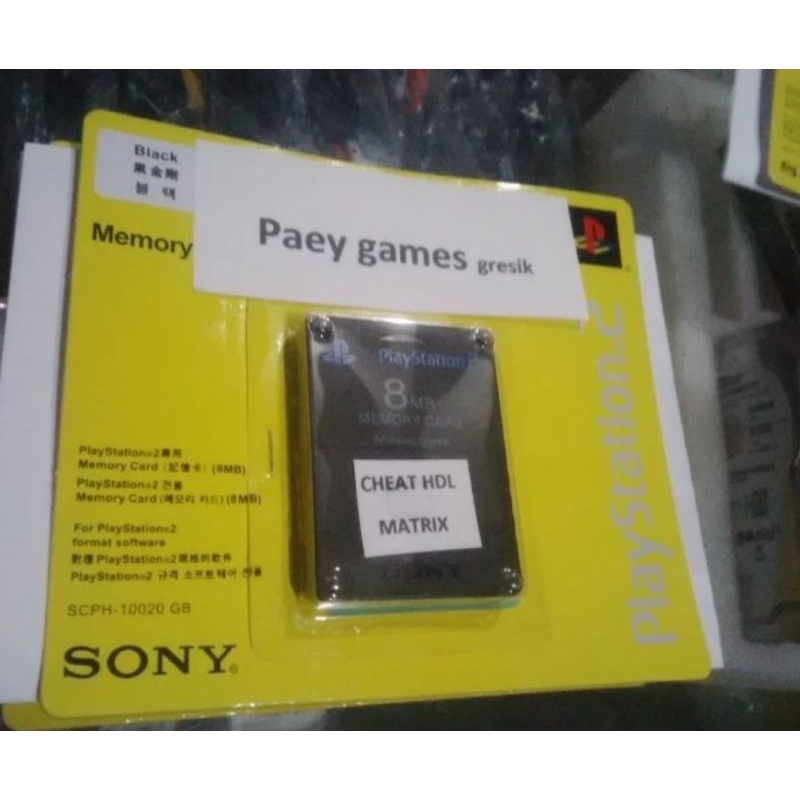 Black
黑金剛
블랙
Memory
Paey games gresik
PlayStation 2
8MB
MEMORY CARD
CHEAT HDL
MATRIX
SONY
PlayStation®2專用
Memory Card (記憶卡) (8MB)
PlayStation®2 전용
Memory Card (메모리 카드) (8MB)
For PlayStation®2
format software
對應 PlayStation®2規格的軟件
PlayStation®2 규격 소프트웨어 전용
SCPH-10020 GB
SONY®
PlayStation®2